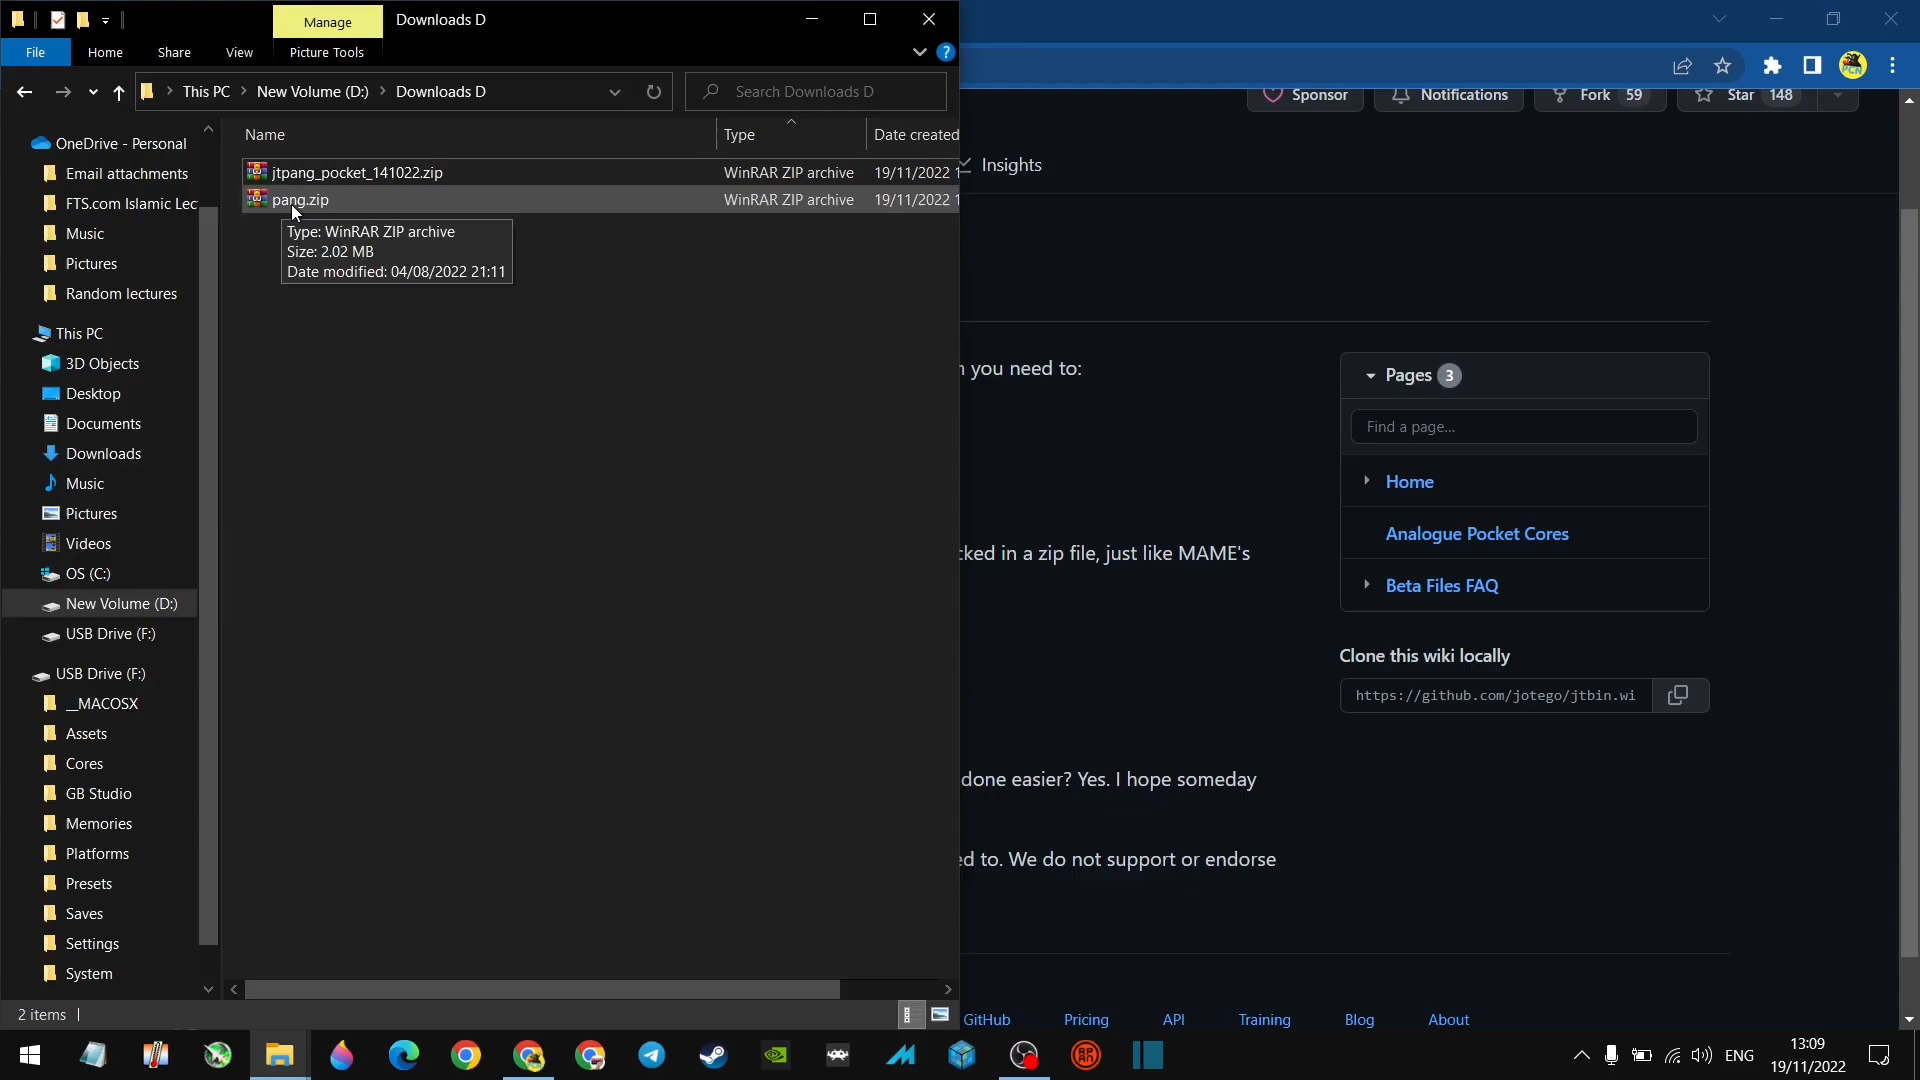 Manage
Downloads D
File
Home
Share
View
Picture Tools
?
This PC
New Volume (D:)
Downloads D
Search Downloads D
OneDrive - Personal
Email attachments
FTS.com Islamic Lec
Music
Pictures
Random lectures
This PC
3D Objects
Desktop
Documents
Downloads
Music
Pictures
Videos
OS (C:)
New Volume (D:)
USB Drive (F:)
USB Drive (F:)
__MACOSX
Assets
Cores
GB Studio
Memories
Platforms
Presets
Saves
Settings
System
Name
Type
Date created
jtpang_pocket_141022.zip
WinRAR ZIP archive
19/11/2022 1
pang.zip
WinRAR ZIP archive
19/11/2022 1
Type: WinRAR ZIP archive
Size: 2.02 MB
Date modified: 04/08/2022 21:11
2 items
Sponsor
Notifications
Fork 59
Star 148
Insights
you need to:
cked in a zip file, just like MAME's
done easier? Yes. I hope someday
ed to. We do not support or endorse
Pages 3
Find a page...
Home
Analogue Pocket Cores
Beta Files FAQ
Clone this wiki locally
https://github.com/jotego/jtbin.wi
GitHub
Pricing
API
Training
Blog
About
ENG
13:09
19/11/2022